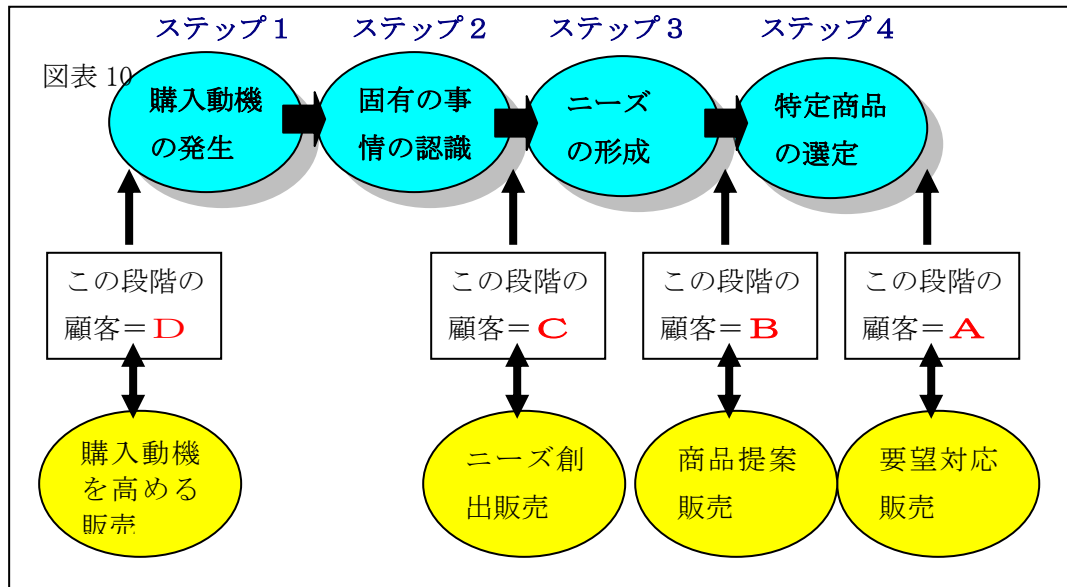 ステップ１
ステップ２
ステップ３
ステップ４
図表 10
購入動機
の発生
固有の事
情の認識
ニーズ
の形成
特定商品
の選定
この段階の
顧客＝D
この段階の
顧客＝C
この段階の
顧客＝B
この段階の
顧客＝A
購入動機
を高める
販売
ニーズ創
出販売
商品提案
販売
要望対応
販売